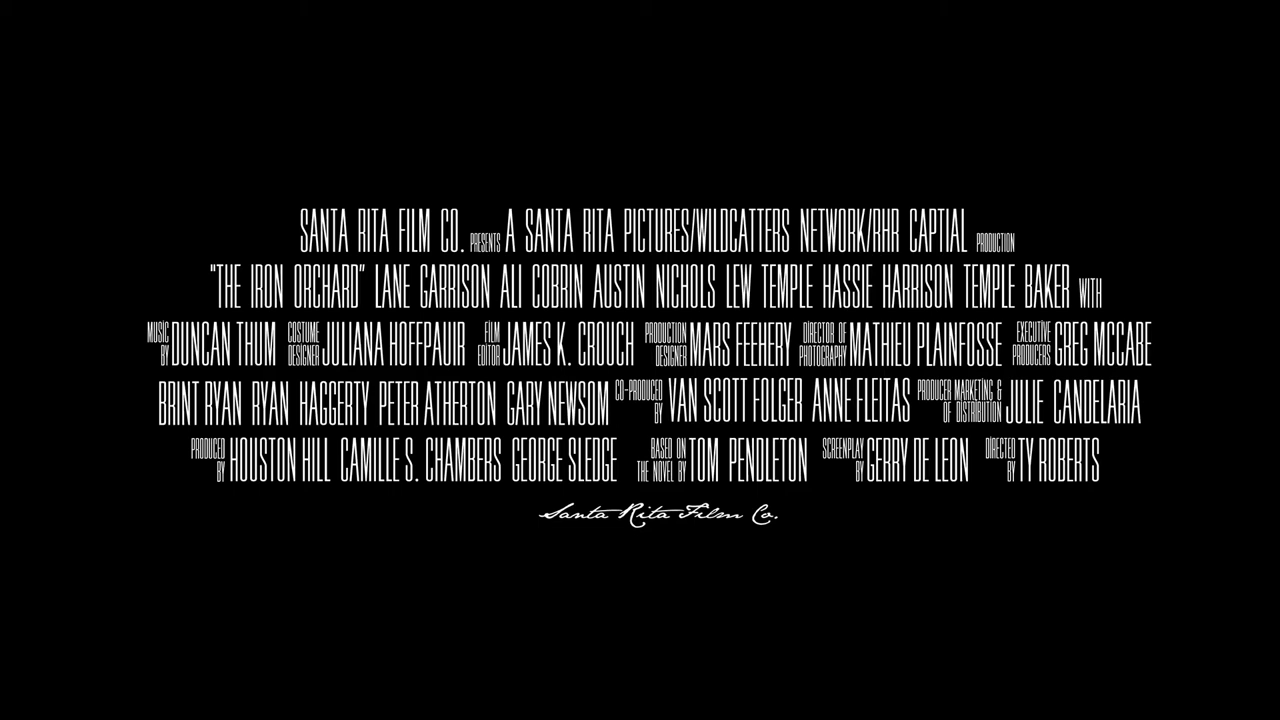 SANTA RITA FILM CO. PRESENTS A SANTA RITA PICTURES/WILDCATTERS NETWORK/RHR CAPTIAL PRODUCTION
"THE IRON ORCHARD" LANE GARRISON ALI COBRIN AUSTIN NICHOLS LEW TEMPLE HASSIE HARRISON TEMPLE BAKER WITH
MUSIC BY DUNCAN THUM COSTUME DESIGNER JULIANA HOFFPAUIR FILM EDITOR JAMES K. CROUCH PRODUCTION DESIGNER MARS FEEHERY DIRECTOR OF PHOTOGRAPHY MATHIEU PLAINFOSSE EXECUTIVE PRODUCERS GREG MCCABE
BRINT RYAN RYAN HAGGERTY PETER ATHERTON GARY NEWSOM CO-PRODUCED BY VAN SCOTT FOLGER ANNE FLEITAS PRODUCER MARKETING & OF DISTRIBUTION JULIE CANDELARIA
PRODUCED BY HOUSTON HILL CAMILLE S. CHAMBERS GEORGE SLEDGE BASED ON THE NOVEL BY TOM PENDLETON SCREENPLAY BY GERRY DE LEON DIRECTED BY TY ROBERTS
Santa Rita Film Co.